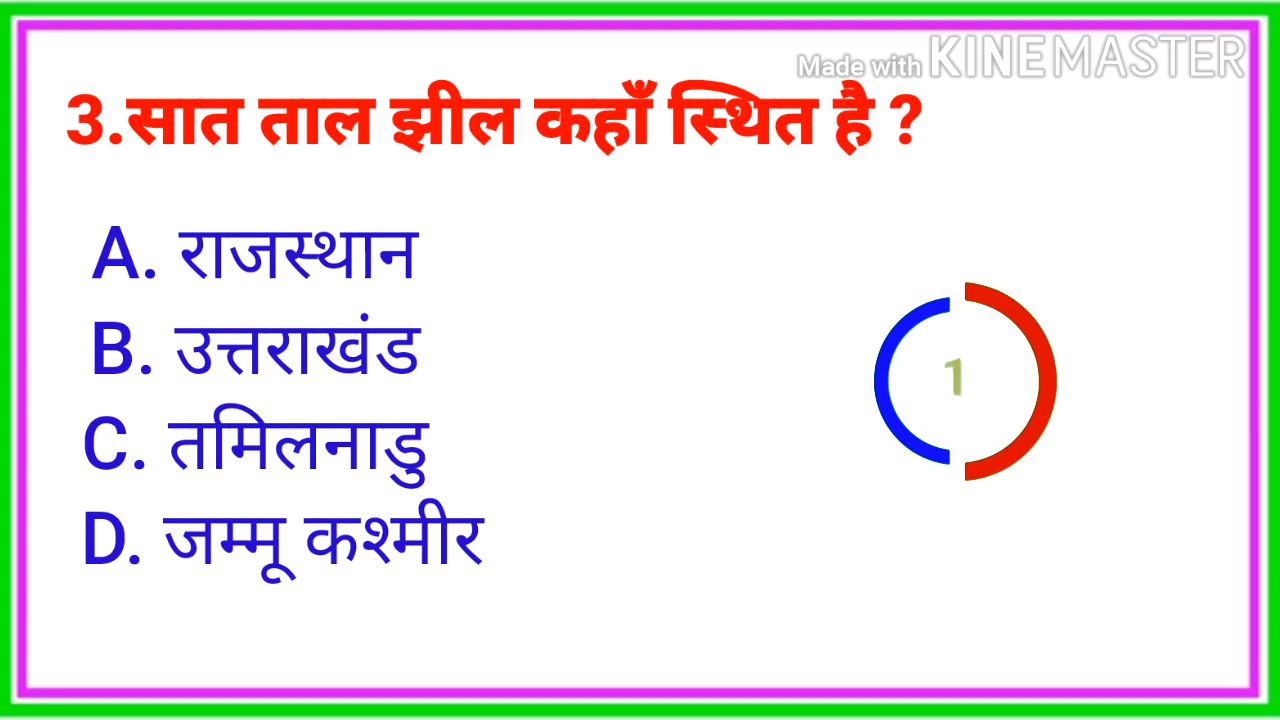 Made with KINEMASTER
3.सात ताल झील कहाँ स्थित है ?
A. राजस्थान
B. उत्तराखंड
C. तमिलनाडु
D. जम्मू कश्मीर
1